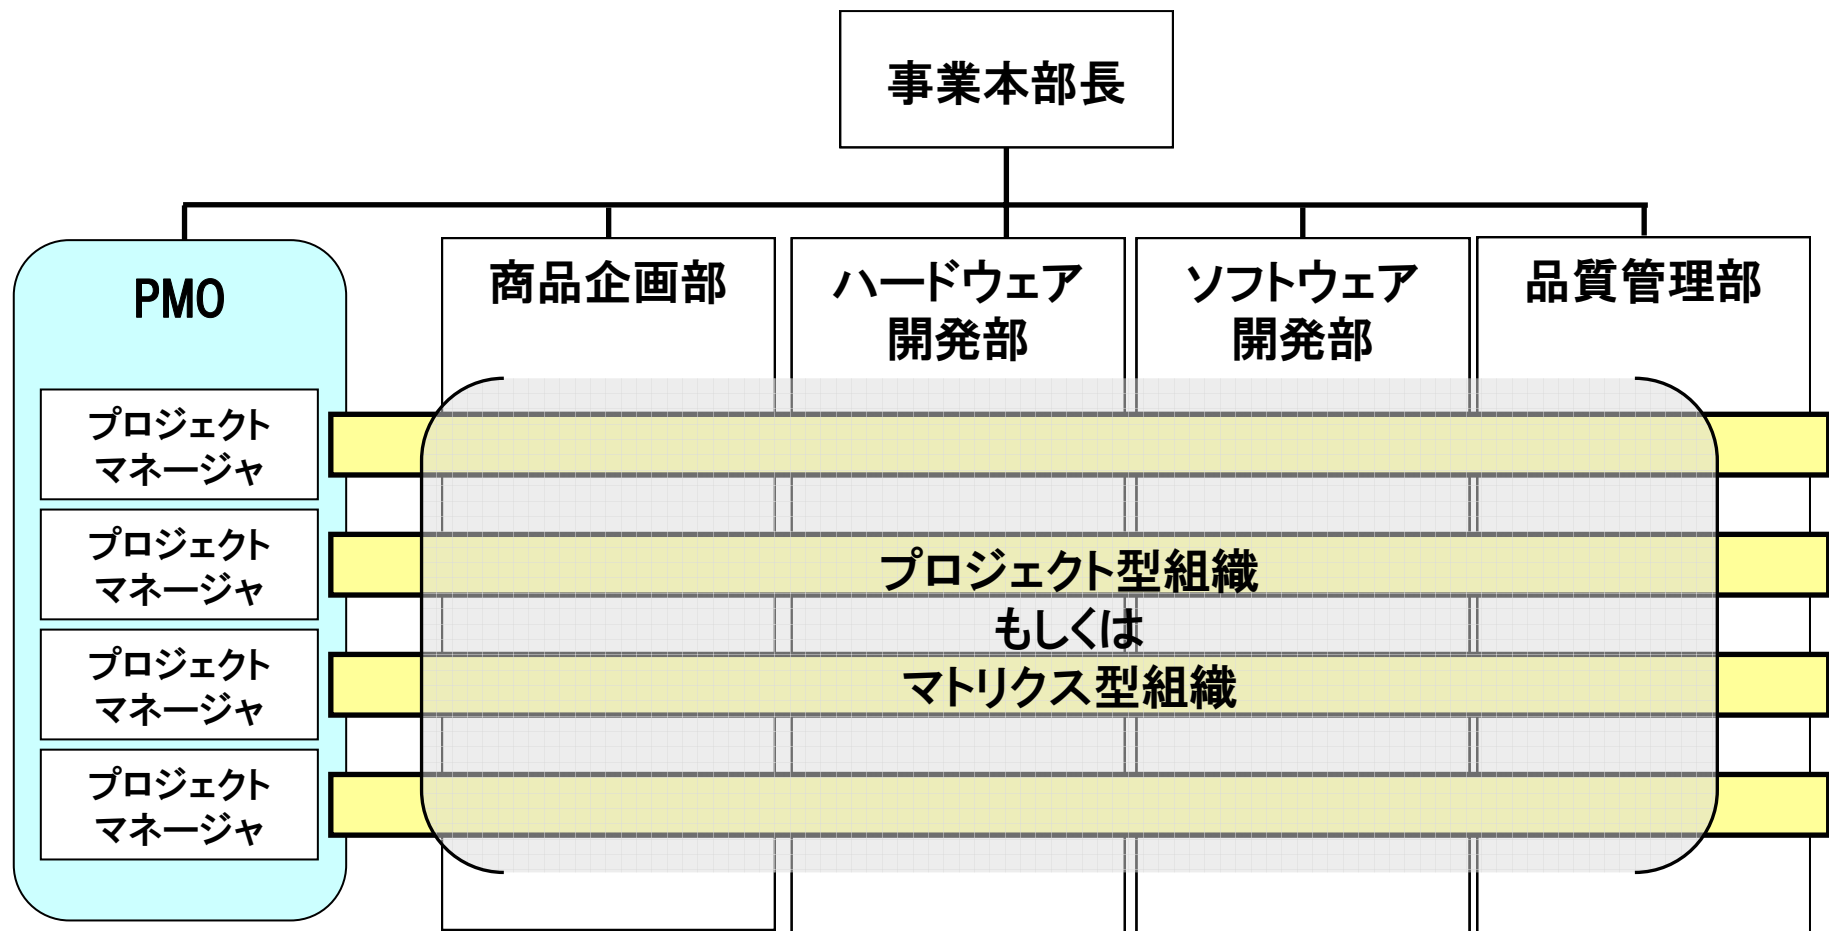 事業本部長
PMO
商品企画部
ハードウェア
開発部
ソフトウェア
開発部
品質管理部
プロジェクト
マネージャ
プロジェクト
マネージャ
プロジェクト
マネージャ
プロジェクト
マネージャ
プロジェクト型組織
もしくは
マトリクス型組織